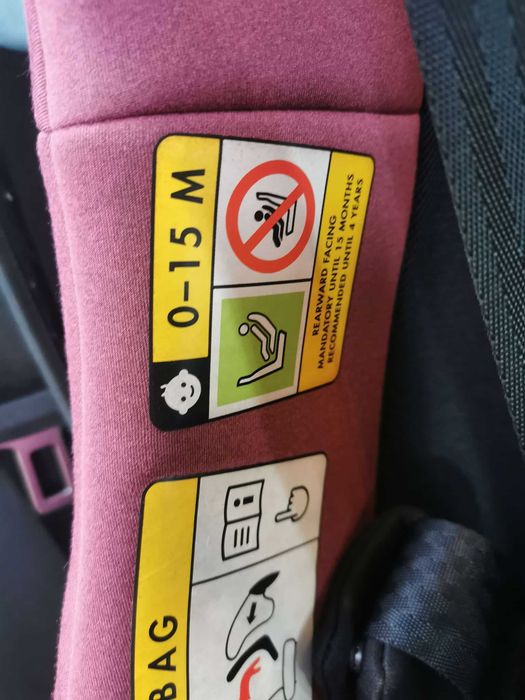 0–15 M
REARWARD FACING
MANDATORY UNTIL 15 MONTHS
RECOMMENDED UNTIL 4 YEARS
BAG